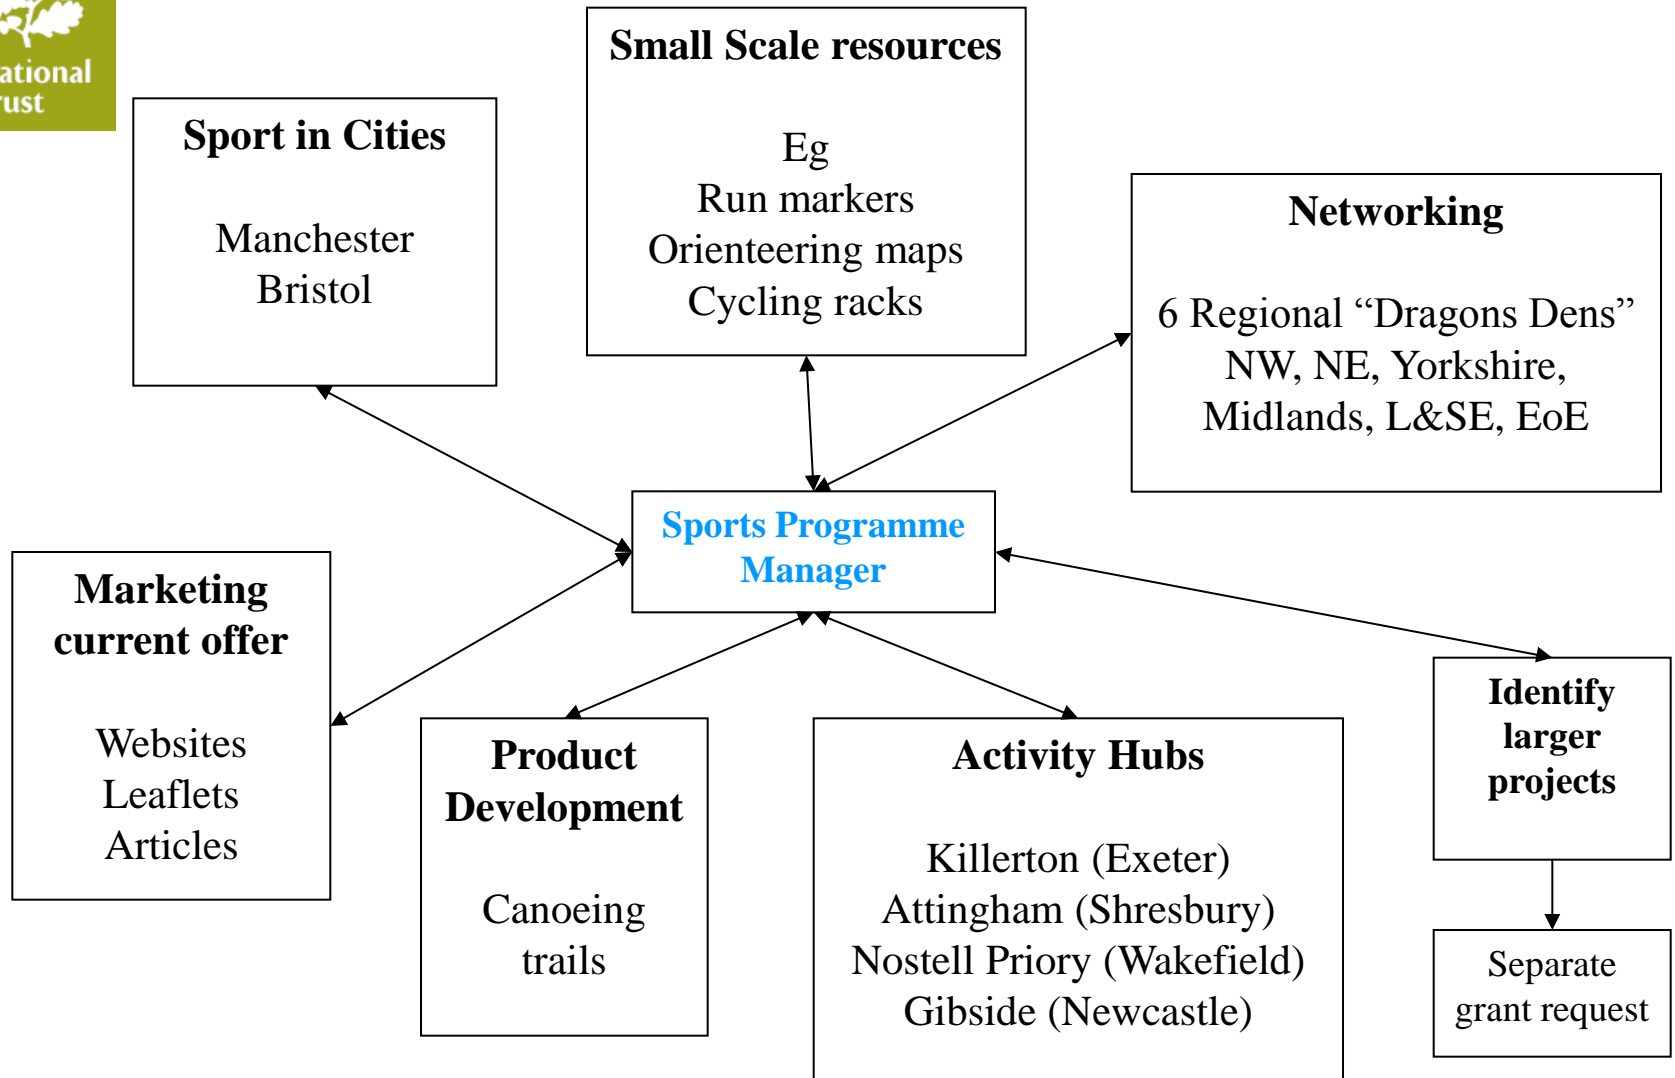 ational
rust
Small Scale resources
Eg
Run markers
Orienteering maps
Cycling racks
Sport in Cities
Manchester
Bristol
Networking
6 Regional “Dragons Dens”
NW, NE, Yorkshire,
Midlands, L&SE, EoE
Sports Programme
Manager
Marketing
current offer
Websites
Leaflets
Articles
Product
Development
Canoeing
trails
Activity Hubs
Killerton (Exeter)
Attingham (Shresbury)
Nostell Priory (Wakefield)
Gibside (Newcastle)
Identify
larger
projects
Separate
grant request